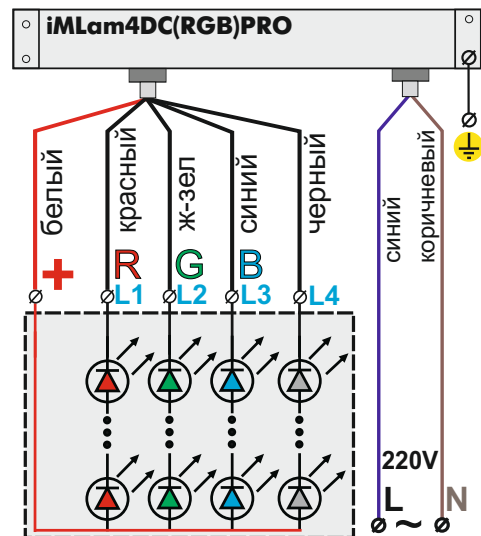 iMLam4DC(RGB)PRO
белый
красный
ж-зел
синий
черный
синий
коричневый
+ R G B
L1 L2 L3 L4
220V
L ~ N